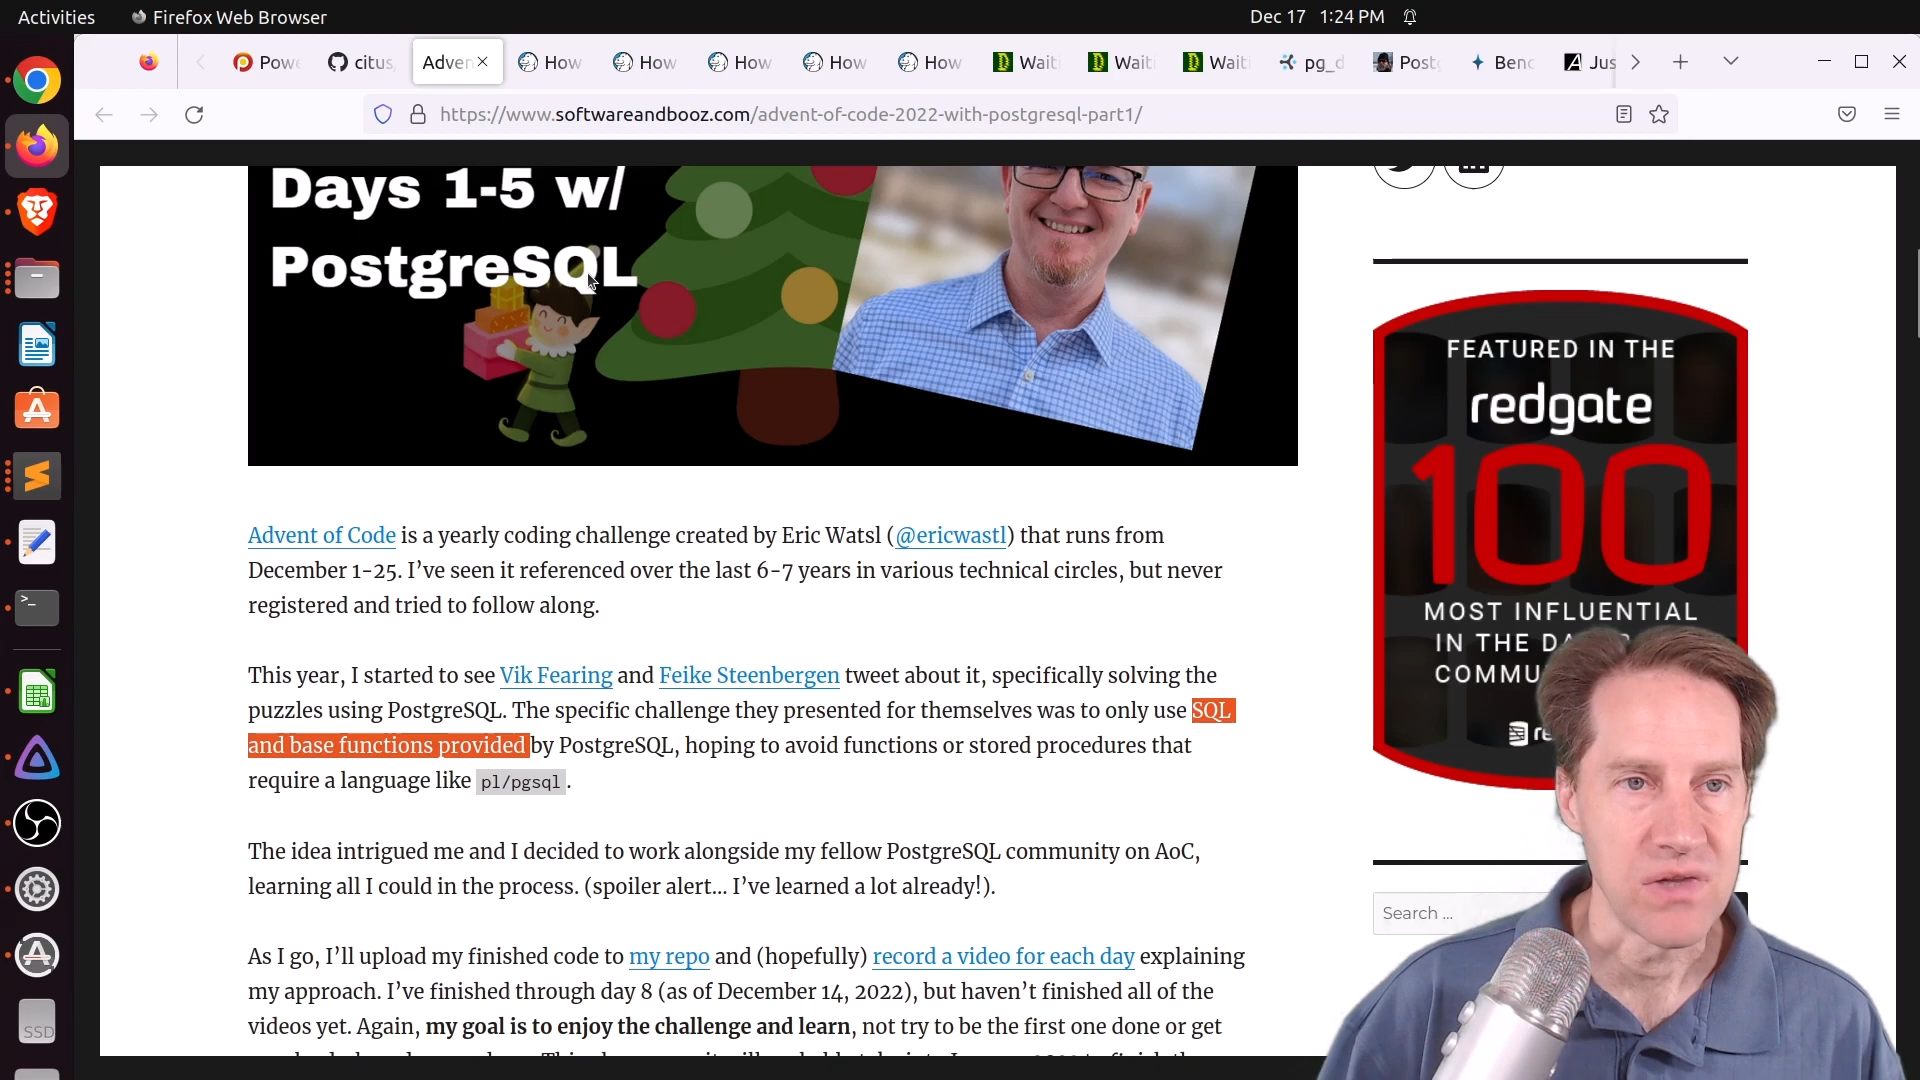 Activities Firefox Web Browser Dec 17 1:24 PM
Powe citus Adven How How How How How Waiti Waiti Waiti pg_d Postg Benc Jus
https://www.softwareandbooz.com/advent-of-code-2022-with-postgresql-part1/
Days 1-5 w/
PostgreSQL
FEATURED IN THE
redgate
100
MOST INFLUENTIAL
IN THE DA
COMMU
re
Search ...
Advent of Code is a yearly coding challenge created by Eric Watsl (@ericwastl) that runs from
December 1-25. I’ve seen it referenced over the last 6-7 years in various technical circles, but never
registered and tried to follow along.
This year, I started to see Vik Fearing and Feike Steenbergen tweet about it, specifically solving the
puzzles using PostgreSQL. The specific challenge they presented for themselves was to only use SQL
and base functions provided by PostgreSQL, hoping to avoid functions or stored procedures that
require a language like pl/pgsql.
The idea intrigued me and I decided to work alongside my fellow PostgreSQL community on AoC,
learning all I could in the process. (spoiler alert… I’ve learned a lot already!).
As I go, I’ll upload my finished code to my repo and (hopefully) record a video for each day explaining
my approach. I’ve finished through day 8 (as of December 14, 2022), but haven’t finished all of the
videos yet. Again, my goal is to enjoy the challenge and learn, not try to be the first one done or get
SSD